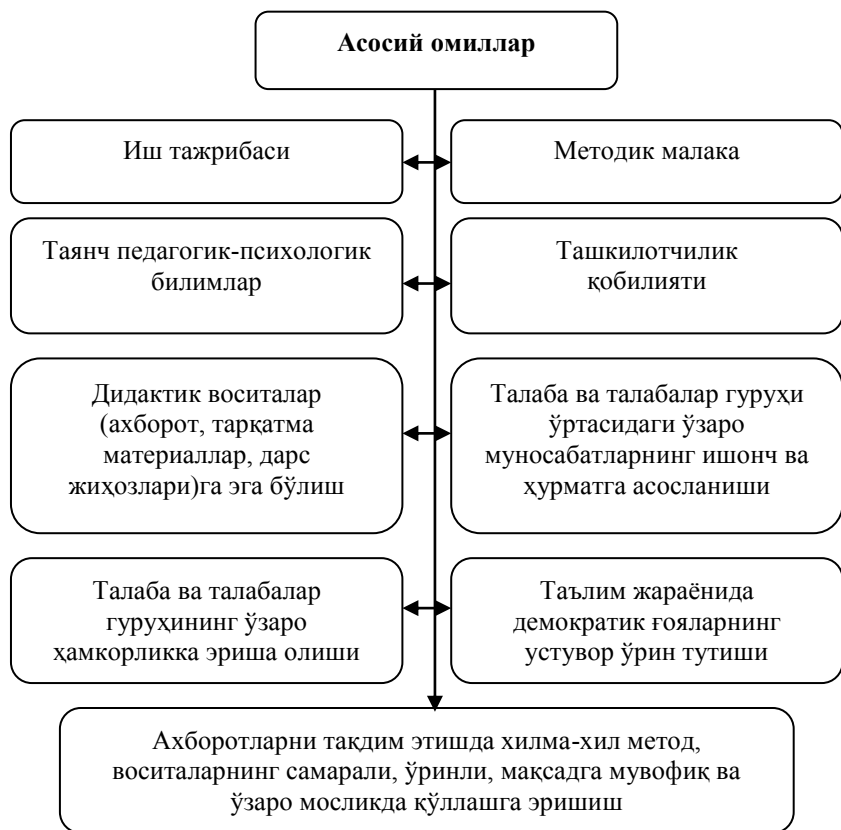 Асосий омиллар
Иш тажрибаси
Методик малака
Таянч педагогик-психологик
билимлар
Ташкилотчилик
қобилияти
Дидактик воситалар
(ахборот, тарқатма
материаллар, дарс
жиҳозлари)га эга бўлиш
Талаба ва талабалар гуруҳи
ўртасидаги ўзаро
муносабатларнинг ишонч ва
ҳурматга асосланиши
Талаба ва талабалар
гуруҳининг ўзаро
ҳамкорликка эриша олиши
Таълим жараёнида
демократик ғояларнинг
устувор ўрин тутиши
Ахборотларни тақдим этишда хилма-хил метод,
воситаларнинг самарали, ўринли, мақсадга мувофиқ ва
ўзаро мосликда қўллашга эришиш